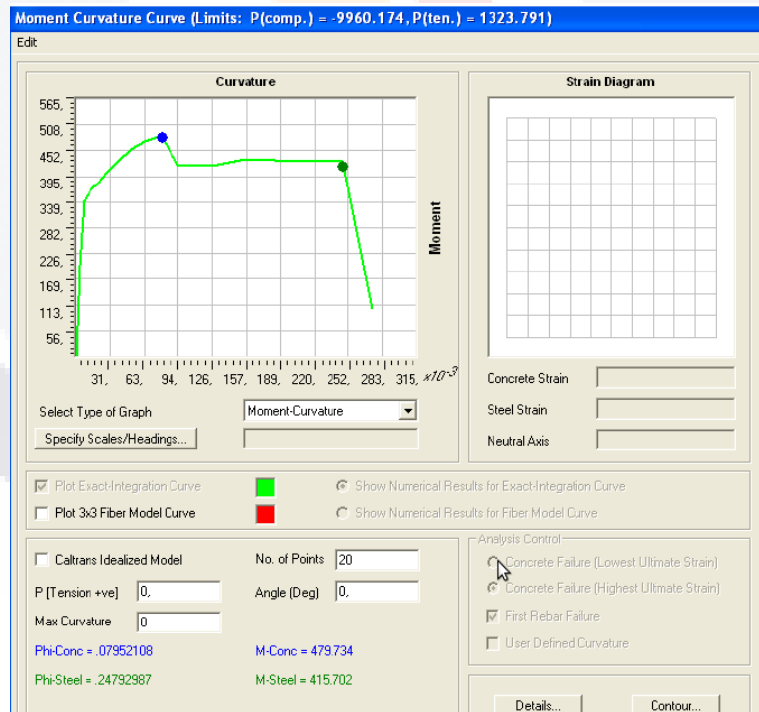 Moment Curvature Curve (Limits: P(comp.) = -9960.174, P(ten.) = 1323.791)
Edit
Curvature
565,
508,
452,
395,
339,
282,
226,
169,
113,
56,
Moment
31, 63, 94, 126, 157, 189, 220, 252, 283, 315, x10-3
Select Type of Graph Moment-Curvature
Specify Scales/Headings...
Strain Diagram
Concrete Strain
Steel Strain
Neutral Axis
Plot Exact-Integration Curve Show Numerical Results for Exact-Integration Curve
Plot 3x3 Fiber Model Curve Show Numerical Results for Fiber Model Curve
Caltrans Idealized Model No. of Points 20
P [Tension +ve] 0, Angle (Deg) 0,
Max Curvature 0
Phi-Conc = .07952108 M-Conc = 479.734
Phi-Steel = .24792987 M-Steel = 415.702
Analysis Control
Concrete Failure (Lowest Ultimate Strain)
Concrete Failure (Highest Ultimate Strain)
First Rebar Failure
User Defined Curvature
Details... Contour...